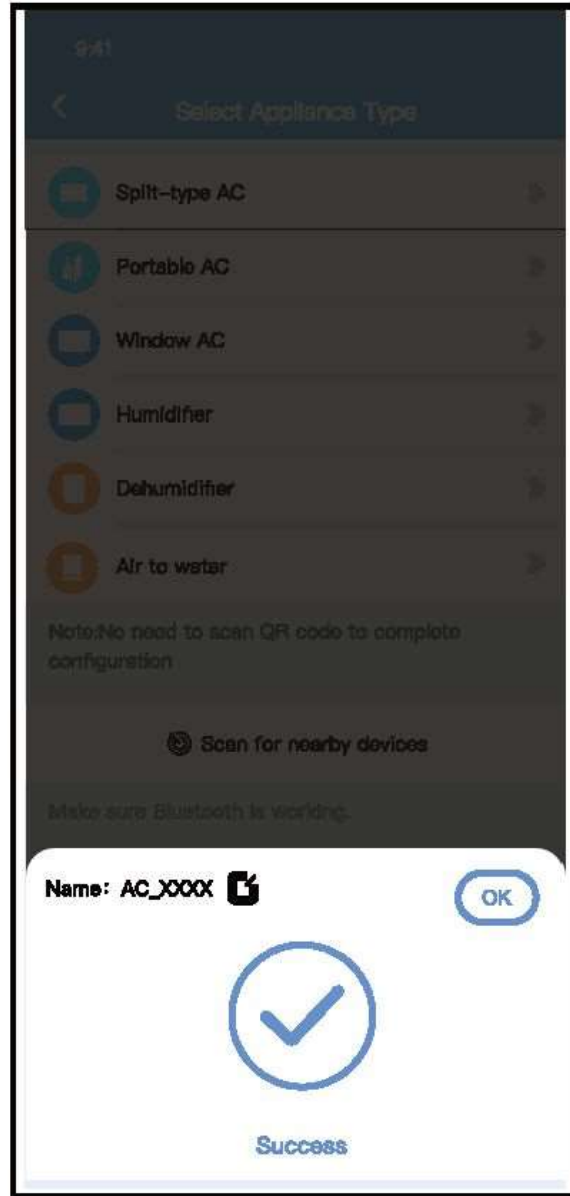 9:41
Select Appliance Type
Split-type AC
Portable AC
Window AC
Humidifier
Dehumidifier
Air to water
Note:No need to scan QR code to complete
configuration
Scan for nearby devices
Make sure Bluetooth is working.
Name: AC_XXXX
OK
Success